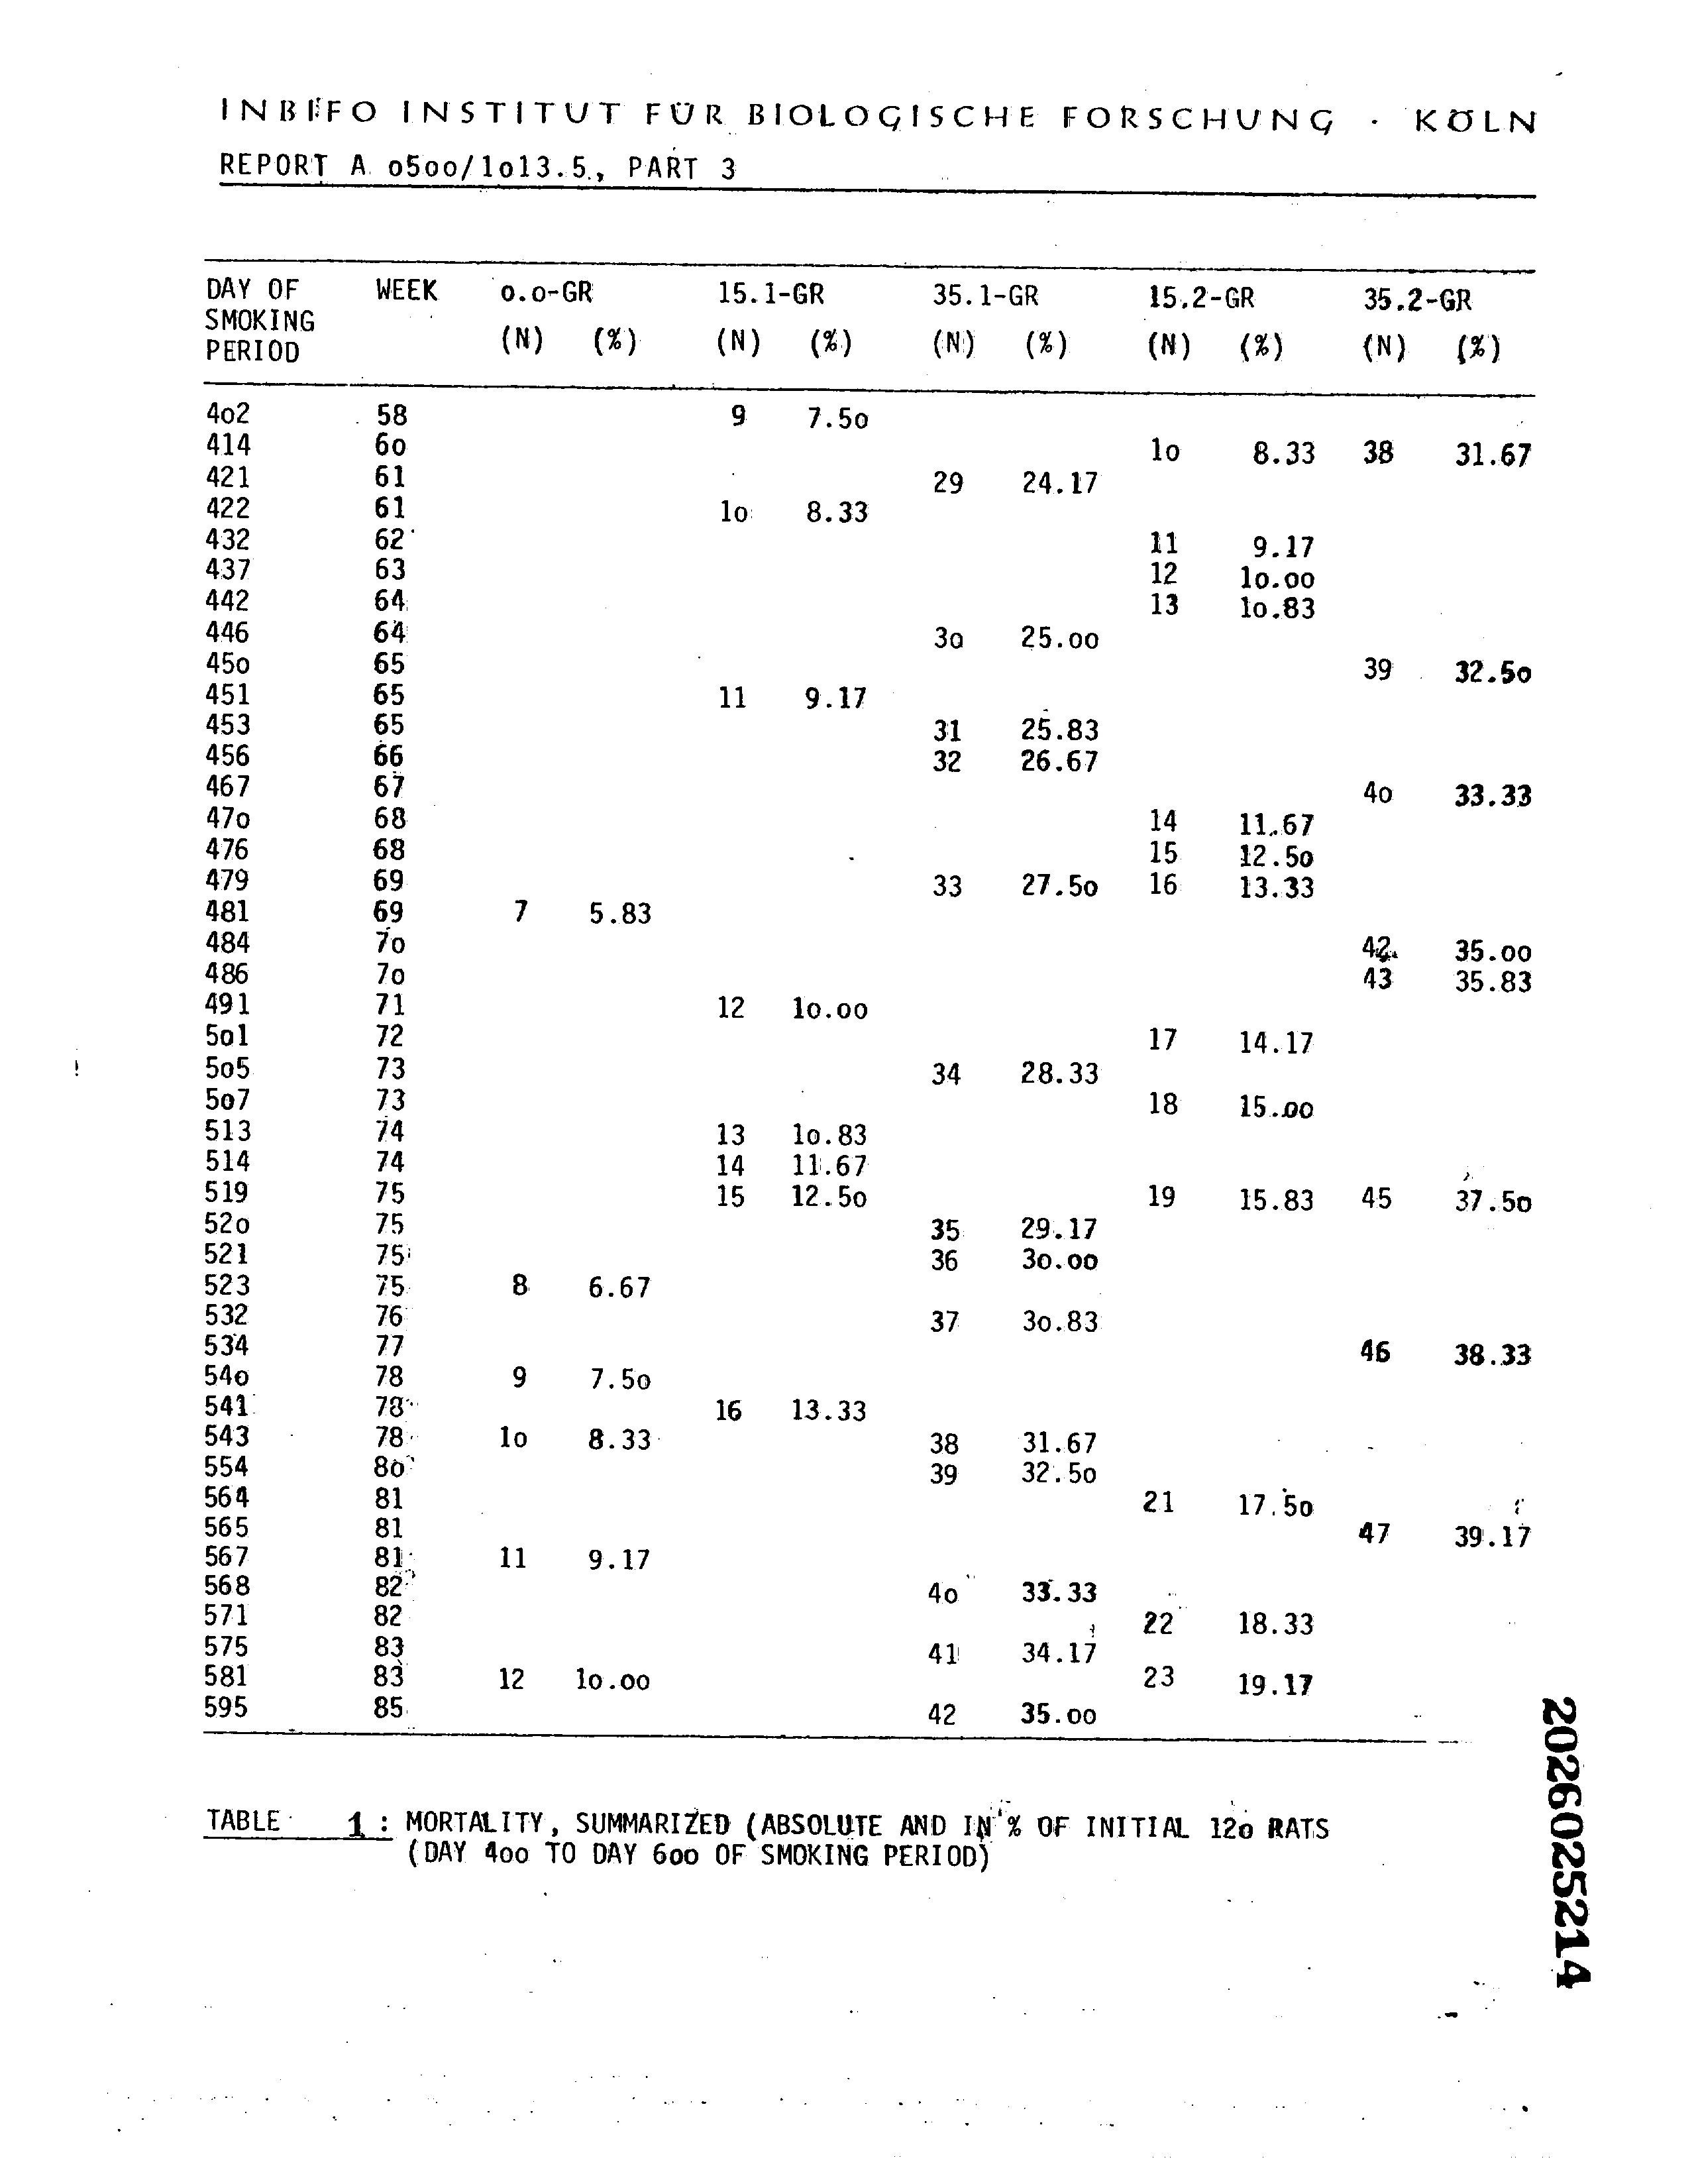 INBIFO INSTITUT FÜR BIOLOGISCHE FORSCHUNG · KÖLN
REPORT A o5oo/1o13.5., PART 3
DAY OF SMOKING PERIOD WEEK o.o-GR 15.1-GR 35.1-GR 15.2-GR 35.2-GR
(N) (%) (N) (%) (N) (%) (N) (%) (N) (%)
4o2 58 9 7.5o
414 6o 1o 8.33 38 31.67
421 61 29 24.17
422 61 1o 8.33
432 62 11 9.17
437 63 12 1o.oo
442 64 13 1o.83
446 64 3o 25.oo
45o 65 39 32.5o
451 65 11 9.17
453 65 31 25.83
456 66 32 26.67
467 67 4o 33.33
47o 68 14 11.67
476 68 15 12.5o
479 69 33 27.5o 16 13.33
481 69 7 5.83
484 7o 42 35.oo
486 7o 43 35.83
491 71 12 1o.oo
5o1 72 17 14.17
5o5 73 34 28.33
5o7 73 18 15.oo
513 74 13 1o.83
514 74 14 11.67
519 75 15 12.5o 19 15.83 45 37.5o
52o 75 35 29.17
521 75 36 3o.oo
523 75 8 6.67
532 76 37 3o.83
534 77 46 38.33
54o 78 9 7.5o
541 78 16 13.33
543 78 1o 8.33 38 31.67
554 8o 39 32.5o
564 81 21 17.5o
565 81 47 39.17
567 81 11 9.17
568 82 4o 33.33
571 82 22 18.33
575 83 41 34.17
581 83 12 1o.oo 23 19.17
595 85 42 35.oo
TABLE 1 : MORTALITY, SUMMARIZED (ABSOLUTE AND IN % OF INITIAL 12o RATS
(DAY 4oo TO DAY 6oo OF SMOKING PERIOD)
2026025214